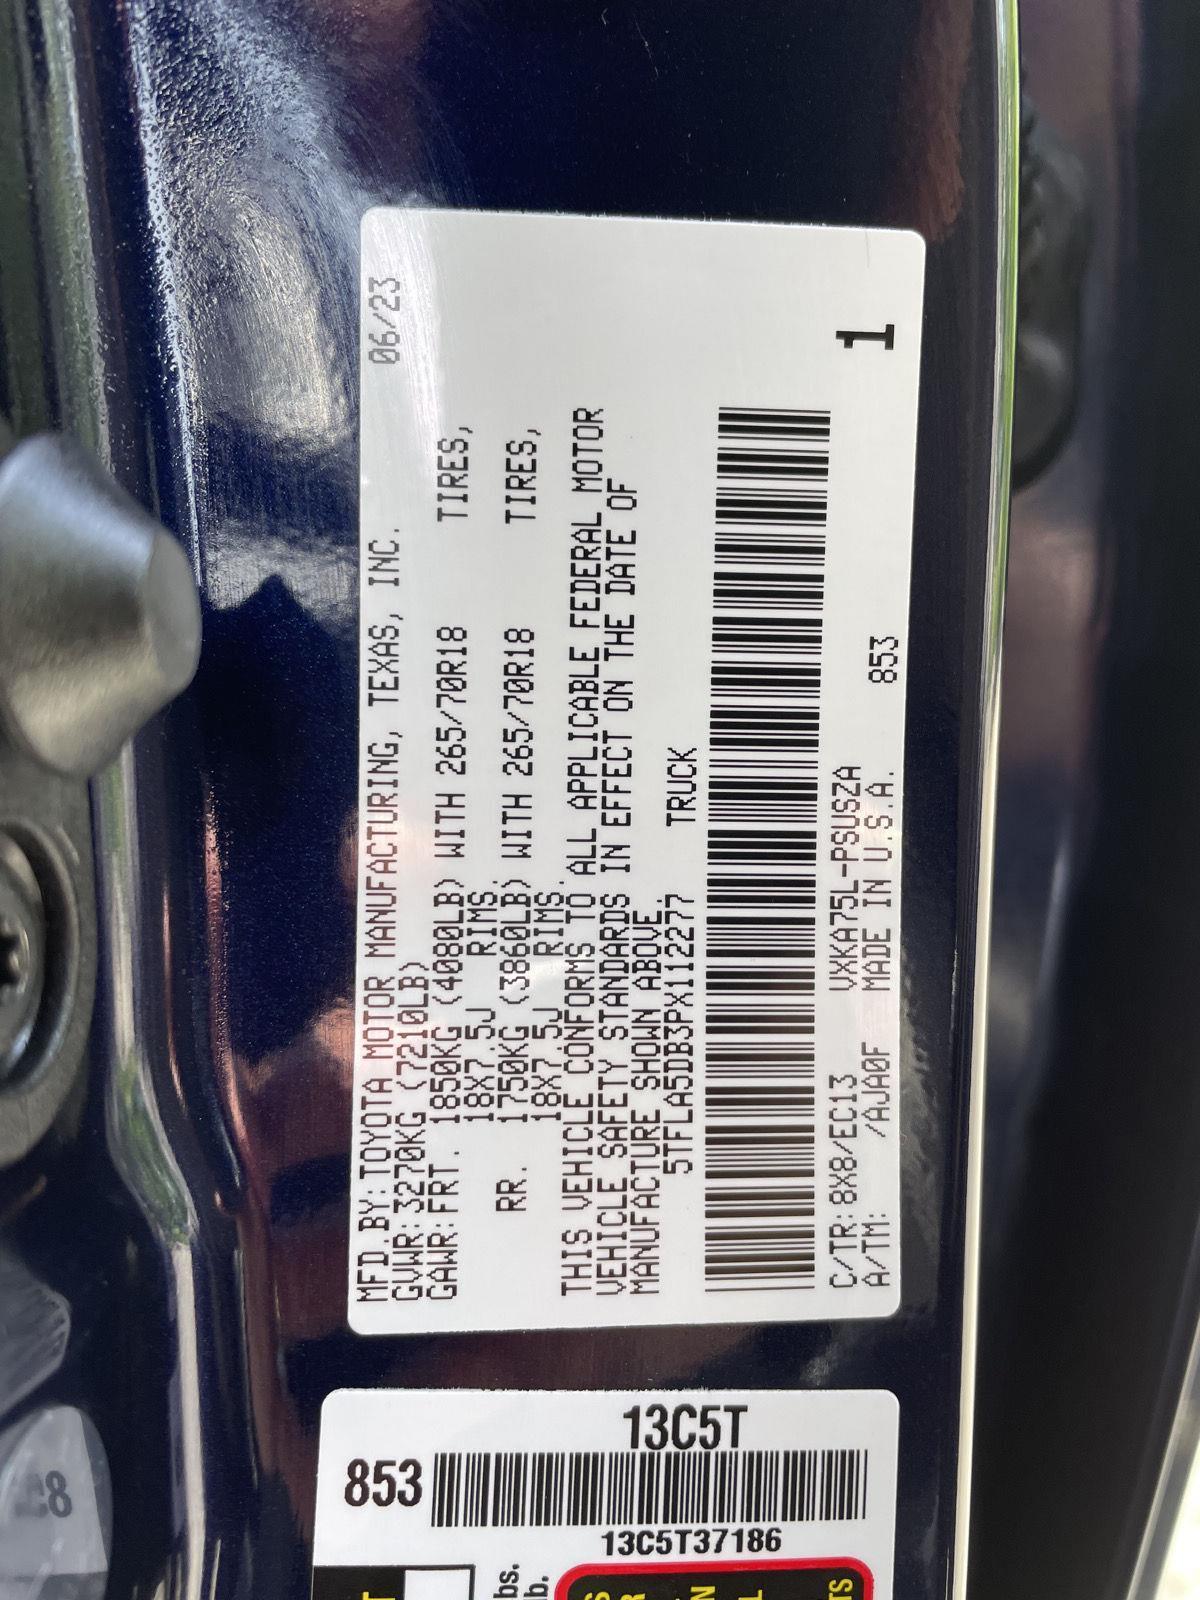 MFD.BY:TOYOTA MOTOR MANUFACTURING, TEXAS, INC. 06/23
GVWR:3270KG (7210LB)
GAWR:FRT. 1850KG (4080LB) WITH 265/70R18 TIRES,
18X7.5J RIMS.
RR. 1750KG (3860LB) WITH 265/70R18 TIRES,
18X7.5J RIMS.
THIS VEHICLE CONFORMS TO ALL APPLICABLE FEDERAL MOTOR
VEHICLE SAFETY STANDARDS IN EFFECT ON THE DATE OF
MANUFACTURE SHOWN ABOVE.
5TFLA5DB3PX112277 TRUCK
C/TR:8X8/EC13 VXKA75L-PSUSZA 1
A/TM: /AJA0F MADE IN U.S.A. 853
13C5T
853
13C5T37186